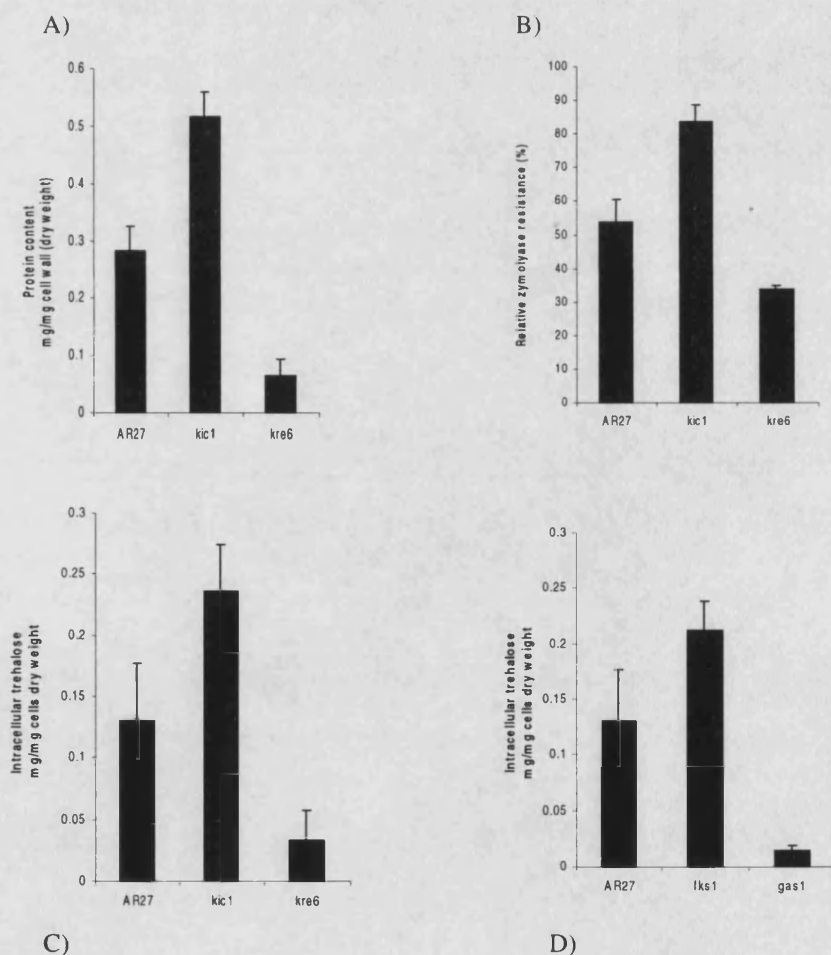 A)
B)
Protein content
mg/mg cell wall (dry weight)
0.6
0.5
0.4
0.3
0.2
0.1
0
AR27 kic1 kre6
Relative zymolyase resistance (%)
100
90
80
70
60
50
40
30
20
10
0
AR27 kic1 kre6
Intracellular trehalose
mg/mg cells dry weight
0.3
0.25
0.2
0.15
0.1
0.05
0
AR27 kic1 kre6
Intracellular trehalose
mg/mg cells dry weight
0.3
0.25
0.2
0.15
0.1
0.05
0
AR27 fks1 gas1
C)
D)